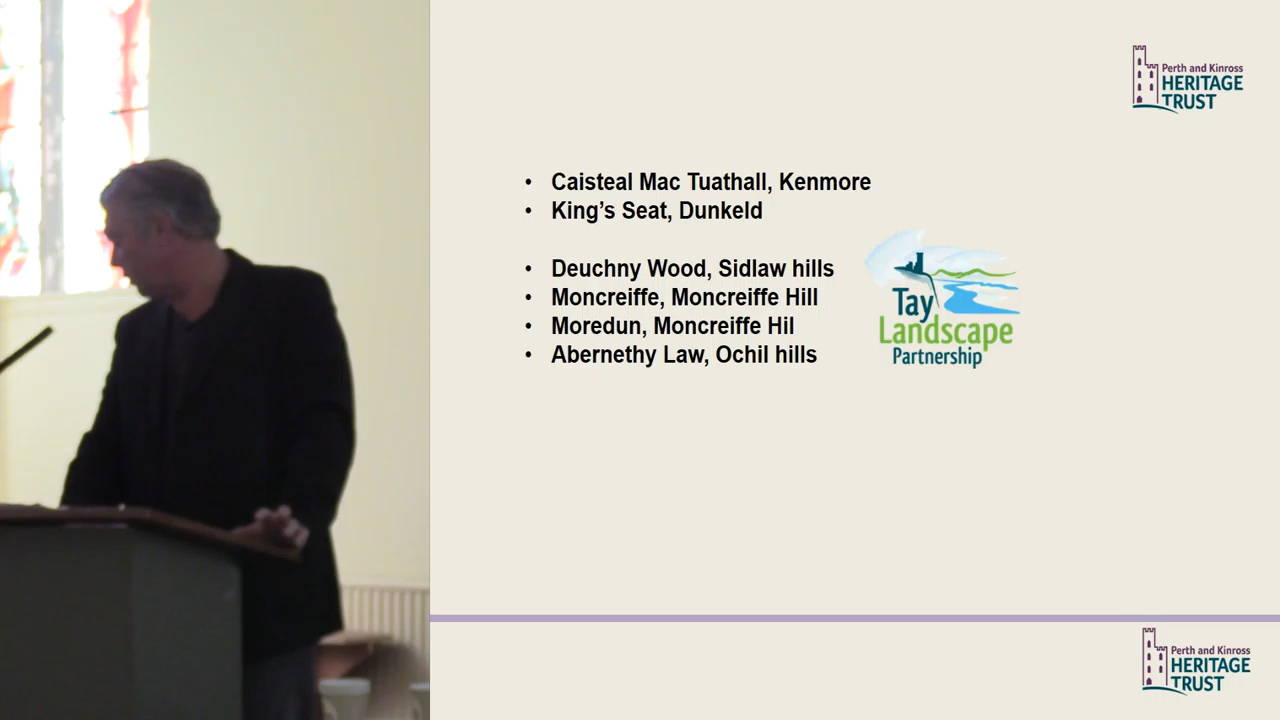 Perth and Kinross
HERITAGE
TRUST
• Caisteal Mac Tuathall, Kenmore
• King's Seat, Dunkeld
• Deuchny Wood, Sidlaw hills
• Moncreiffe, Moncreiffe Hill
• Moredun, Moncreiffe Hil
• Abernethy Law, Ochil hills
Tay
Landscape
Partnership
Perth and Kinross
HERITAGE
TRUST